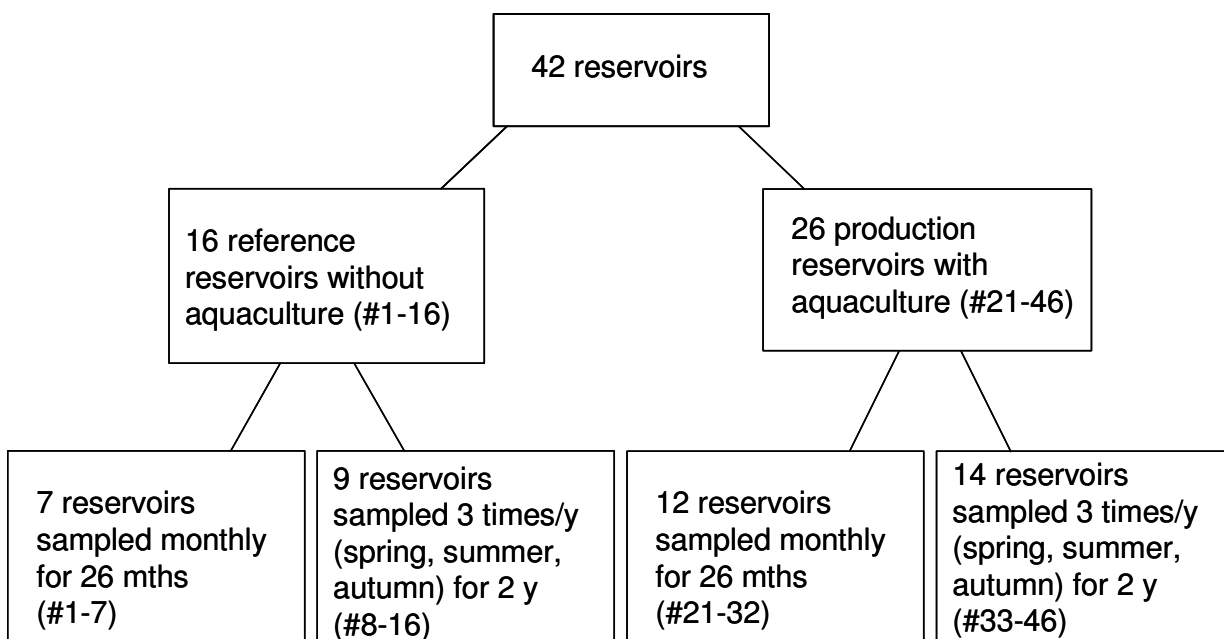 42 reservoirs
16 reference
reservoirs without
aquaculture (#1-16)
26 production
reservoirs with
aquaculture (#21-46)
7 reservoirs
sampled monthly
for 26 mths
(#1-7)
9 reservoirs
sampled 3 times/y
(spring, summer,
autumn) for 2 y
(#8-16)
12 reservoirs
sampled monthly
for 26 mths
(#21-32)
14 reservoirs
sampled 3 times/y
(spring, summer,
autumn) for 2 y
(#33-46)